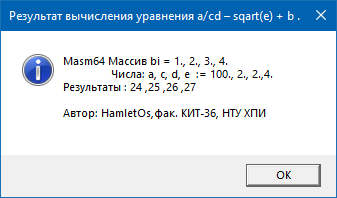 Результат вычисления уравнения a/cd – sqart(e) + b .
Masm64 Массив bi = 1., 2., 3., 4.
Числа: a, c, d, e := 100., 2., 2.,4.
Результаты : 24 ,25 ,26 ,27
Автор: HamletOs,фак. КИТ-36, НТУ ХПИ
OK